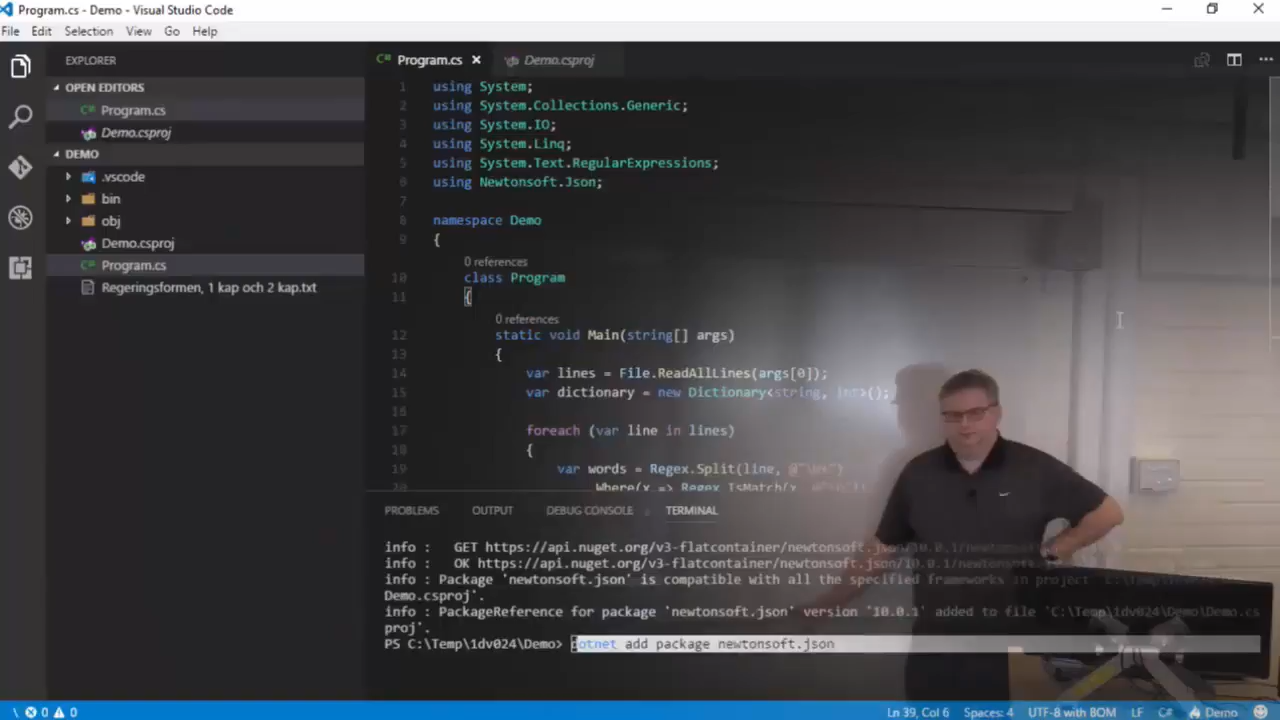 Program.cs - Demo - Visual Studio Code
File Edit Selection View Go Help
EXPLORER
OPEN EDITORS
Program.cs
Demo.csproj
DEMO
.vscode
bin
obj
Demo.csproj
Program.cs
Regeringsformen, 1 kap och 2 kap.txt
Program.cs Demo.csproj
1 using System;
2 using System.Collections.Generic;
3 using System.IO;
4 using System.Linq;
5 using System.Text.RegularExpressions;
6 using Newtonsoft.Json;
7
8 namespace Demo
9 {
0 references
10 class Program
11 {
0 references
12 static void Main(string[] args)
13 {
14 var lines = File.ReadAllLines(args[0]);
15 var dictionary = new Dictionary<string, int>();
16
17 foreach (var line in lines)
18 {
19 var words = Regex.Split(line,
20 .Where(x => Regex.IsMatch(x,
PROBLEMS OUTPUT DEBUG CONSOLE TERMINAL
info : GET https://api.nuget.org/v3-flatcontainer/newtonsoft.json/10.0.1/newtonsoft
info : OK https://api.nuget.org/v3-flatcontainer/newtonsoft.json/10.0.1/newtonsoft
info : Package 'newtonsoft.json' is compatible with all the specified frameworks in project 'C:\Temp\1dv024\Demo\
Demo.csproj'.
info : PackageReference for package 'newtonsoft.json' version '10.0.1' added to file 'C:\Temp\1dv024\Demo\Demo.cs
proj'.
PS C:\Temp\1dv024\Demo> dotnet add package newtonsoft.json
0 0 Ln 39, Col 6 Spaces: 4 UTF-8 with BOM LF C# Demo